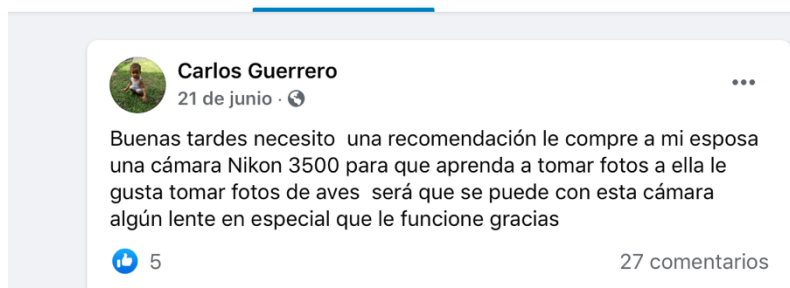 Carlos Guerrero
21 de junio ·
Buenas tardes necesito  una recomendación le compre a mi esposa
una cámara Nikon 3500 para que aprenda a tomar fotos a ella le
gusta tomar fotos de aves  será que se puede con esta cámara
algún lente en especial que le funcione gracias
5
27 comentarios